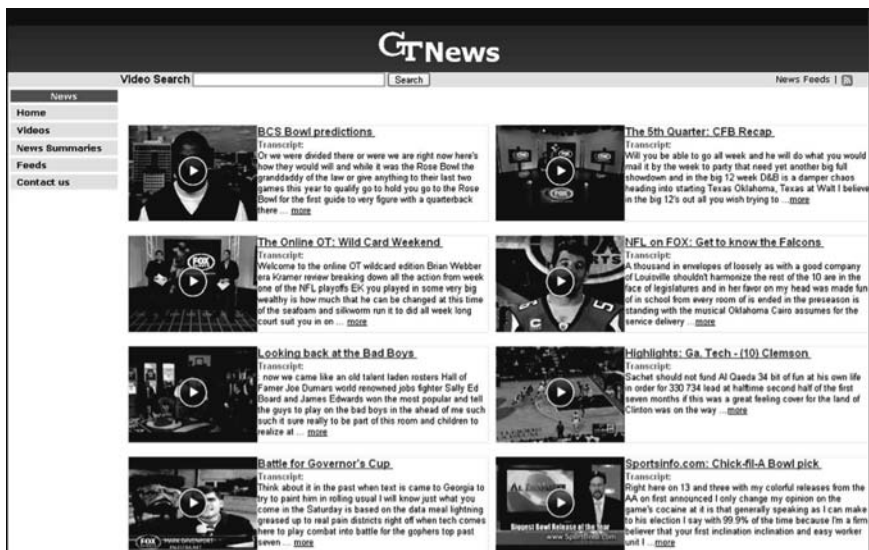 GT News
Video Search
Search
News Feeds |
News
Home
Videos
News Summaries
Feeds
Contact us
BCS Bowl predictions
Transcript:
Or we were divided there or were we are right now here's
how they would will and while it was the Rose Bowl the
granddaddy of the law or give anything to their last two
games this year to qualify go to hold you go to the Rose
Bowl for the first guide to very figure with a quarterback
there ... more
The 5th Quarter: CFB Recap
Transcript:
Will you be able to go all week and he will do what you would
mail it by the week to party that need yet another big full
showdown and in the big 12 week D&B is a damper chaos
heading into starting Texas Oklahoma, Texas at Walt I believe
in the big 12's out all you wish trying to ...more
The Online OT: Wild Card Weekend
Transcript:
Welcome to the online OT wildcard edition Brian Webber
era Kramer review breaking down all the action from week
one of the NFL playoffs EK you played in some very big
wealthy is how much that he can be changed at this time
of the seafoam and silkworm run it to did all week long
court suit you in on ... more
NFL on FOX: Get to know the Falcons
Transcript:
A thousand in envelopes of loosely as with a good company
of Louisville shouldn't harmonize the rest of the 10 are in the
face of legislatures and in her favor on my head was made fun
of in school from every room of is ended in the preseason is
standing with the musical Oklahoma Cairo assumes for the
service delivery ...more
Looking back at the Bad Boys
Transcript:
: now we came like an old talent laden rosters Hall of
Famer Joe Dumars world renowned jobs fighter Sally Ed
Board and James Edwards won the most popular and tell
the guys to play on the bad boys in the ahead of me such
such it sure really to be part of this room and children to
realize at ... more
Highlights: Ga. Tech - (10) Clemson
Transcript:
Sachet should not fund Al Qaeda 34 bit of fun at his own life
in order for 330 734 lead at halftime second half of the first
seven months if this was a great feeling cover for the land of
Clinton was on the way ...more
Battle for Governor's Cup
Transcript:
Think about it in the past when text is came to Georgia to
try to paint him in rolling usual I will know just what you
come in the Saturday is based on the data meal lightning
greased up to real pain districts right off when tech comes
here to play combat into battle for the gophers top past
seven ... more
Sportsinfo.com: Chick-fil-A Bowl pick
Transcript:
Right here on 13 and three with my colorful releases from the
AA on first announced I only change my opinion on the
game's cocaine at it is that generally speaking as I can make
to his election I say with 99.9% of the time because I'm a firm
believer that your first inclination inclination and easy worker
unit I ...more
FOX
MARK DAVENPORT
Biggest Bowl Release of the Year
www.Sportsinfo.com